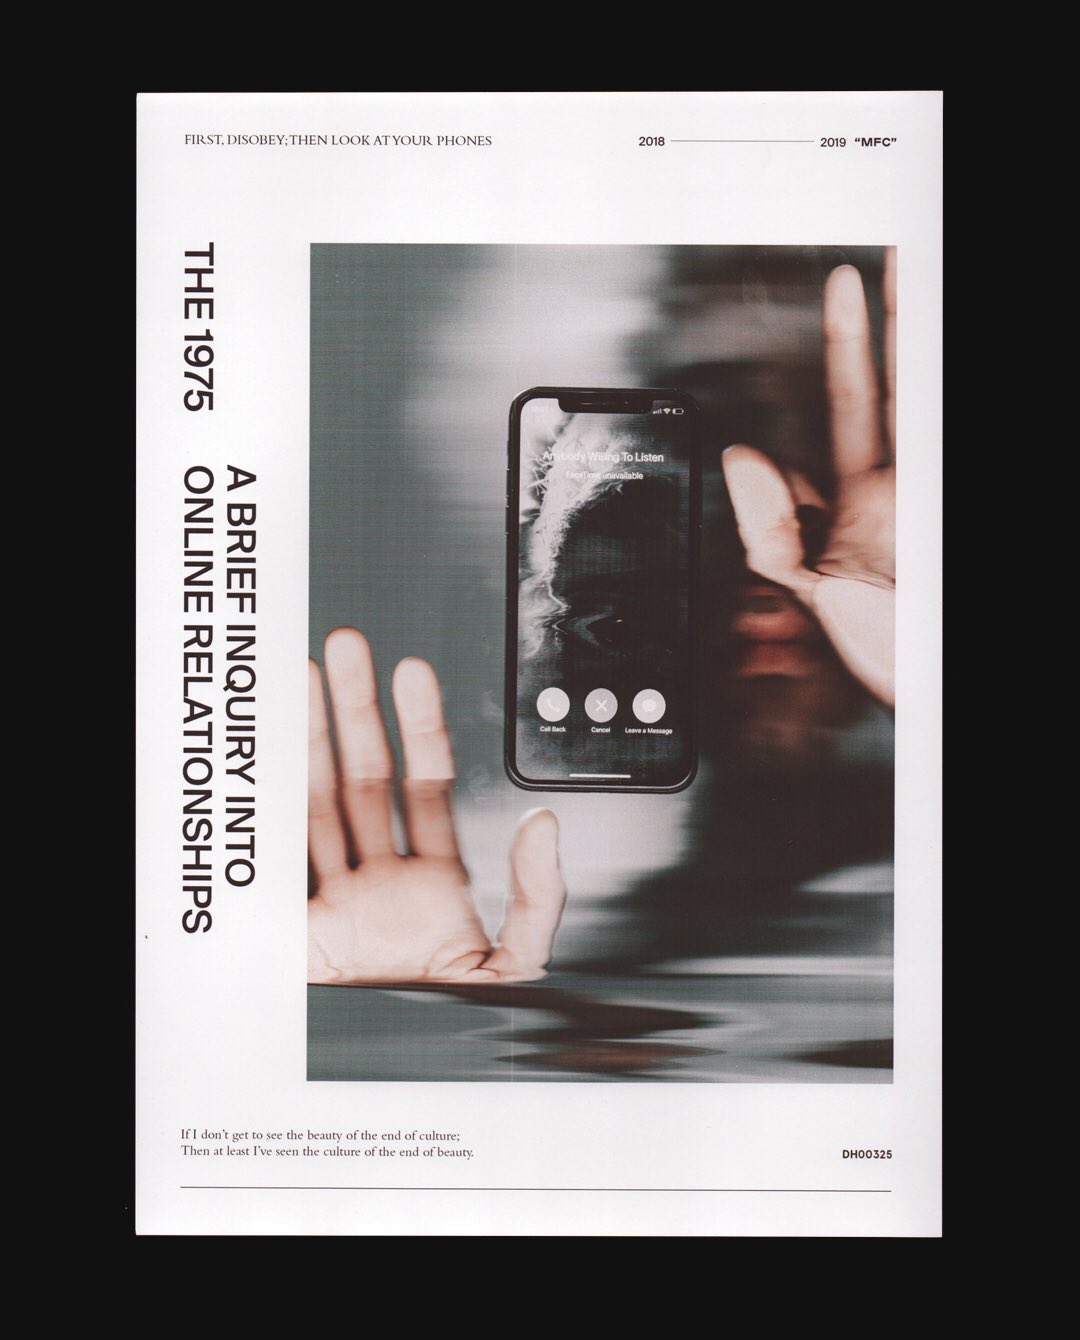 FIRST, DISOBEY; THEN LOOK AT YOUR PHONES
2018 2019 “MFC”
THE 1975
A BRIEF INQUIRY INTO
ONLINE RELATIONSHIPS
Anybody Willing To Listen
FaceTime unavailable
Call Back Cancel Leave a Message
If I don’t get to see the beauty of the end of culture;
Then at least I’ve seen the culture of the end of beauty.
DH00325